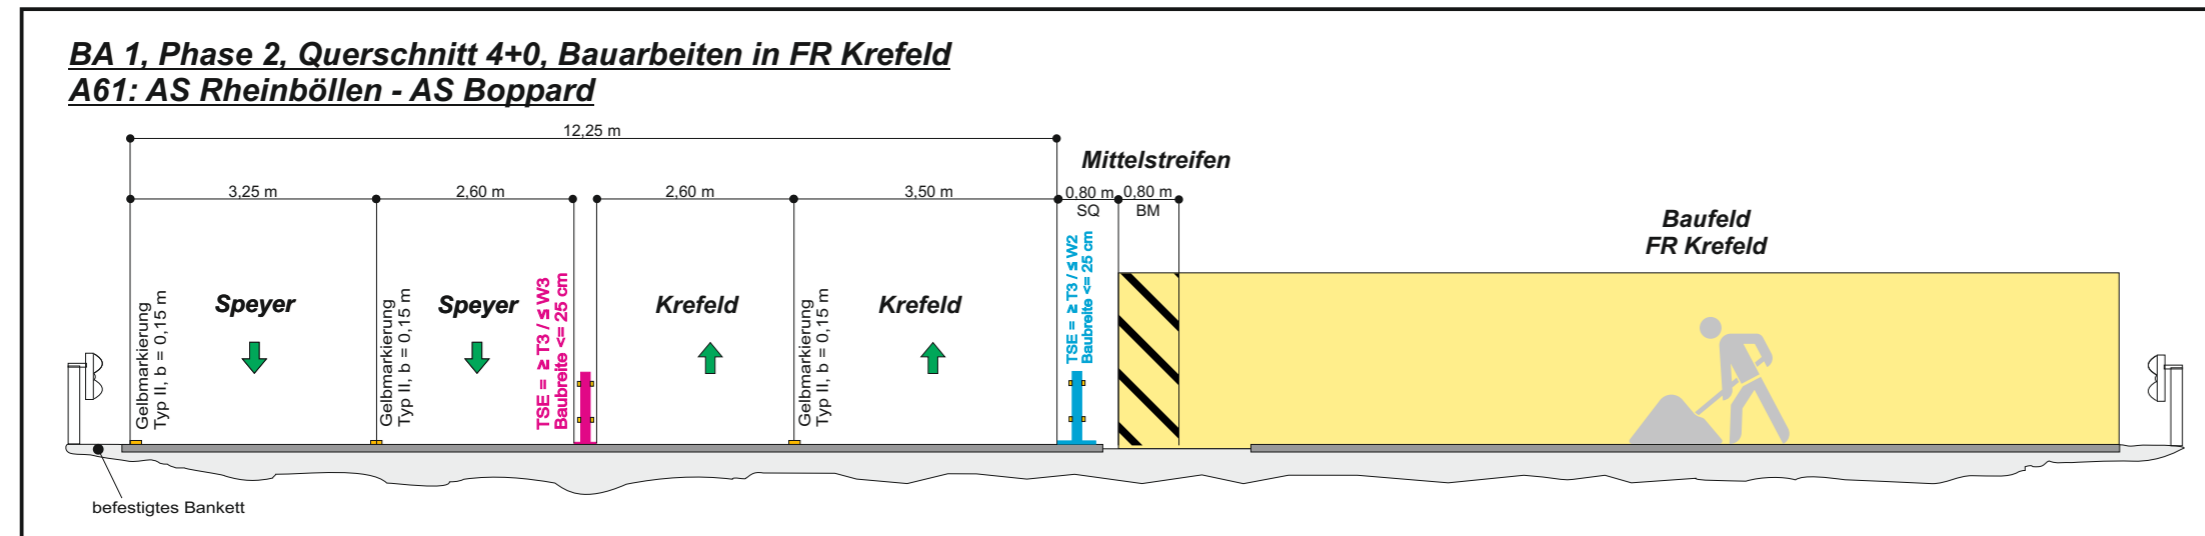 BA 1, Phase 2, Querschnitt 4+0, Bauarbeiten in FR Krefeld
A61: AS Rheinböllen - AS Boppard
12,25 m
Mittelstreifen
3,25 m
2,60 m
2,60 m
3,50 m
0,80 m
0,80 m
SQ
BM
Baufeld
FR Krefeld
Gelbmarkierung
Typ II, b = 0,15 m
Speyer
Gelbmarkierung
Typ II, b = 0,15 m
Speyer
TSE = ≥ T3 / ≤ W3
Baubreite <= 25 cm
Krefeld
Gelbmarkierung
Typ II, b = 0,15 m
Krefeld
TSE = ≥ T3 / ≤ W2
Baubreite <= 25 cm
befestigtes Bankett